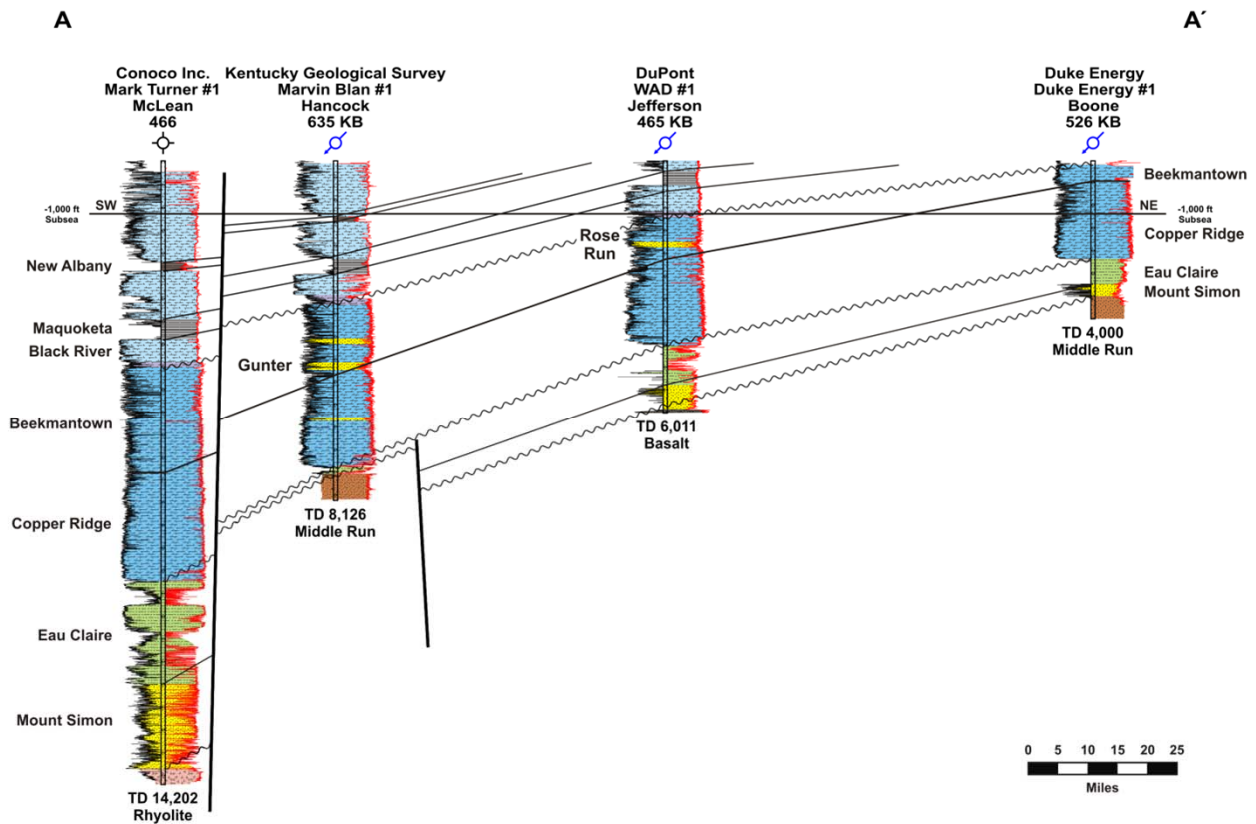 A
A´
Conoco Inc.
Mark Turner #1
McLean
466
Kentucky Geological Survey
Marvin Blan #1
Hancock
635 KB
DuPont
WAD #1
Jefferson
465 KB
Duke Energy
Duke Energy #1
Boone
526 KB
-1,000 ft
Subsea
SW
NE
-1,000 ft
Subsea
New Albany
Maquoketa
Black River
Beekmantown
Copper Ridge
Eau Claire
Mount Simon
Gunter
Rose
Run
Beekmantown
Copper Ridge
Eau Claire
Mount Simon
TD 14,202
Rhyolite
TD 8,126
Middle Run
TD 6,011
Basalt
TD 4,000
Middle Run
0 5 10 15 20 25
Miles